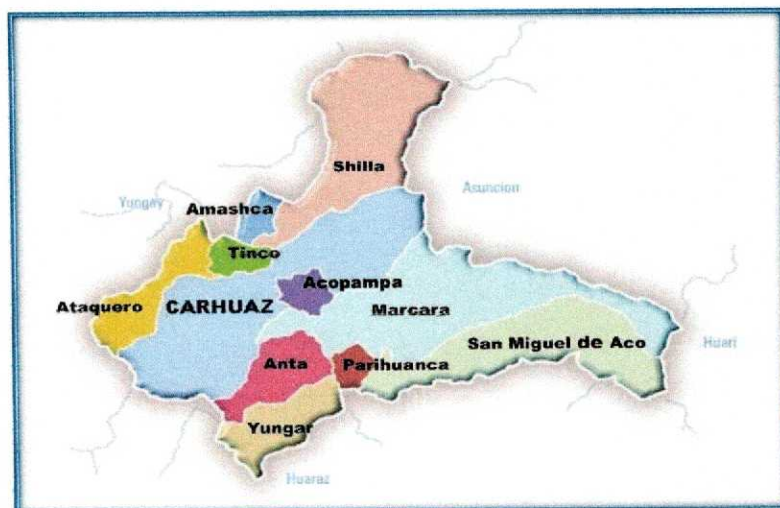 Shilla
Asuncion
Yungay
Amashca
Tinco
Acopampa
Ataquero
CARHUAZ
Marcara
San Miguel de Aco
Huari
Anta
Parihuanca
Yungar
Huaraz